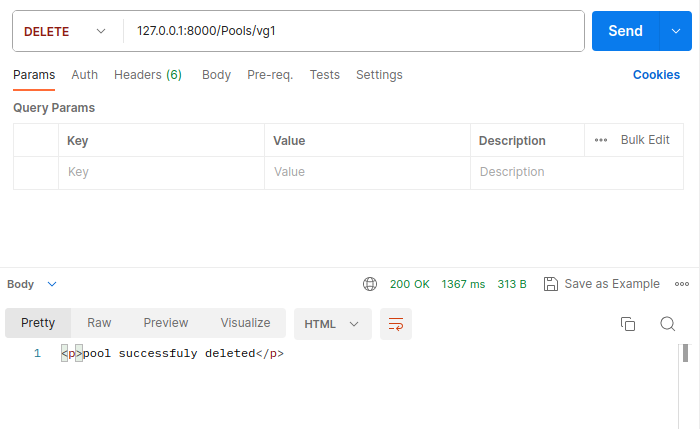 DELETE 127.0.0.1:8000/Pools/vg1 Send
Params Auth Headers (6) Body Pre-req. Tests Settings Cookies
Query Params
Key Value Description Bulk Edit
Key Value Description
Body 200 OK 1367 ms 313 B Save as Example
Pretty Raw Preview Visualize HTML
1 <p>pool successfuly deleted</p>